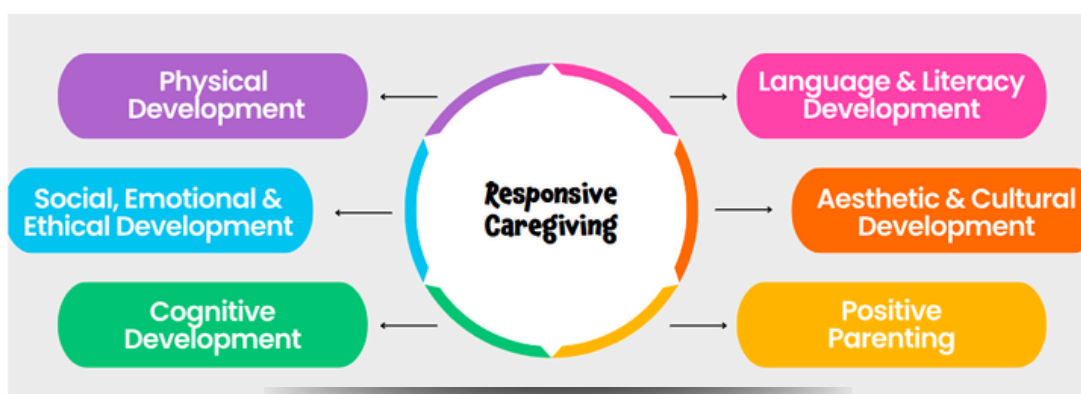 Physical
Development
Social, Emotional &
Ethical Development
Cognitive
Development
Responsive
Caregiving
Language & Literacy
Development
Aesthetic & Cultural
Development
Positive
Parenting